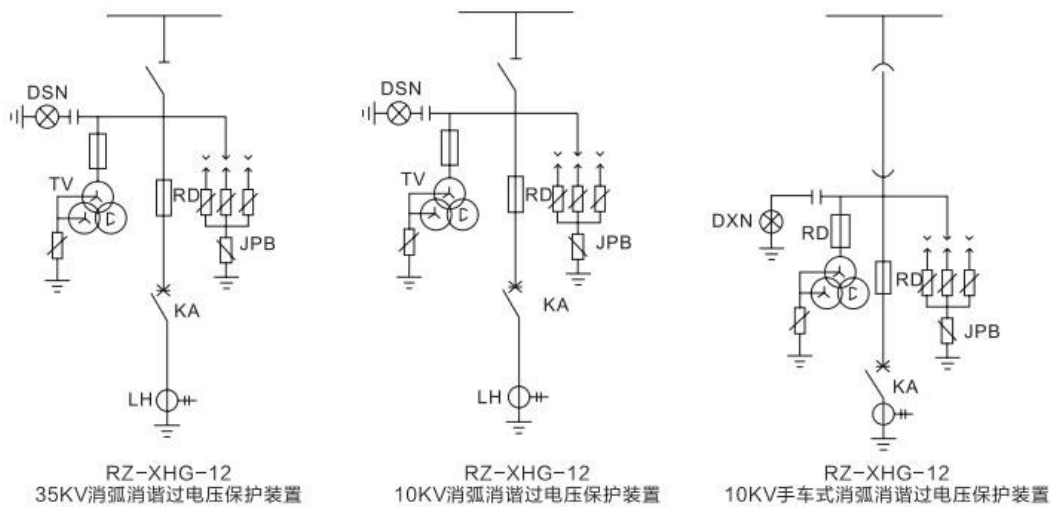 DSN
TV
RD
JPB
KA
LH
RZ-XHG-12
35KV消弧消谐过电压保护装置
DSN
TV
RD
JPB
KA
LH
RZ-XHG-12
10KV消弧消谐过电压保护装置
DXN
RD
RD
JPB
KA
RZ-XHG-12
10KV手车式消弧消谐过电压保护装置